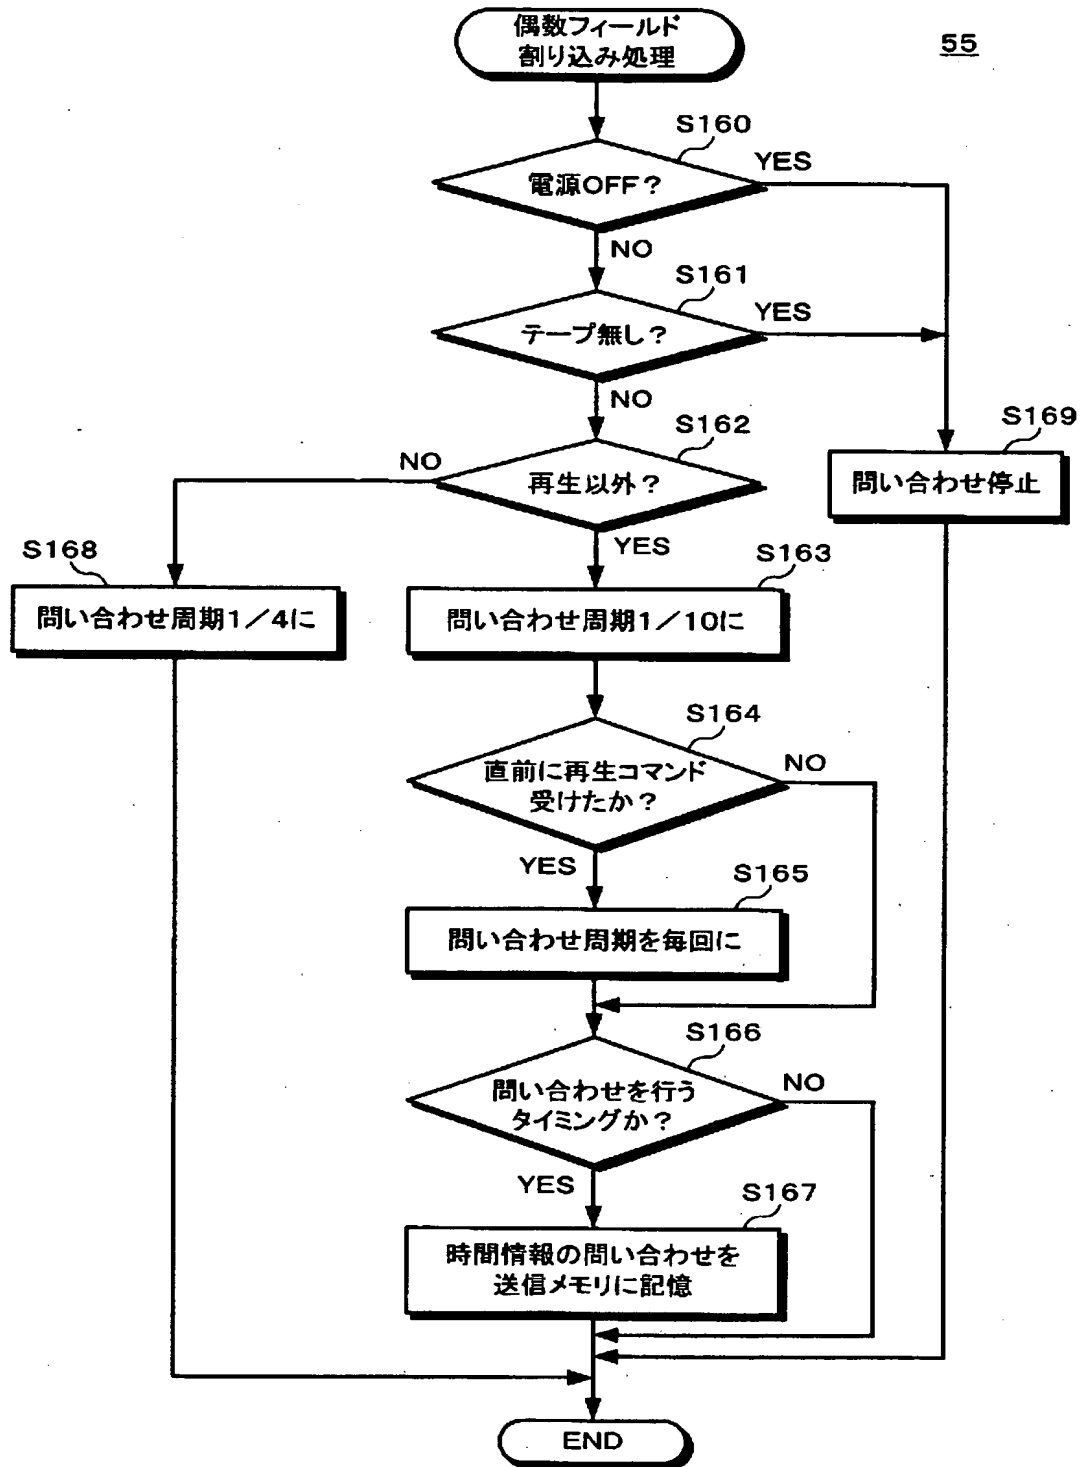 偶数フィールド
割り込み処理
55
S160
電源OFF?
YES
NO
S161
テープ無し?
YES
NO
S162
再生以外?
NO
YES
S169
問い合わせ停止
S168
問い合わせ周期1/4に
S163
問い合わせ周期1/10に
S164
直前に再生コマンド
受けたか?
NO
YES
S165
問い合わせ周期を毎回に
S166
問い合わせを行う
タイミングか?
NO
YES
S167
時間情報の問い合わせを
送信メモリに記憶
END